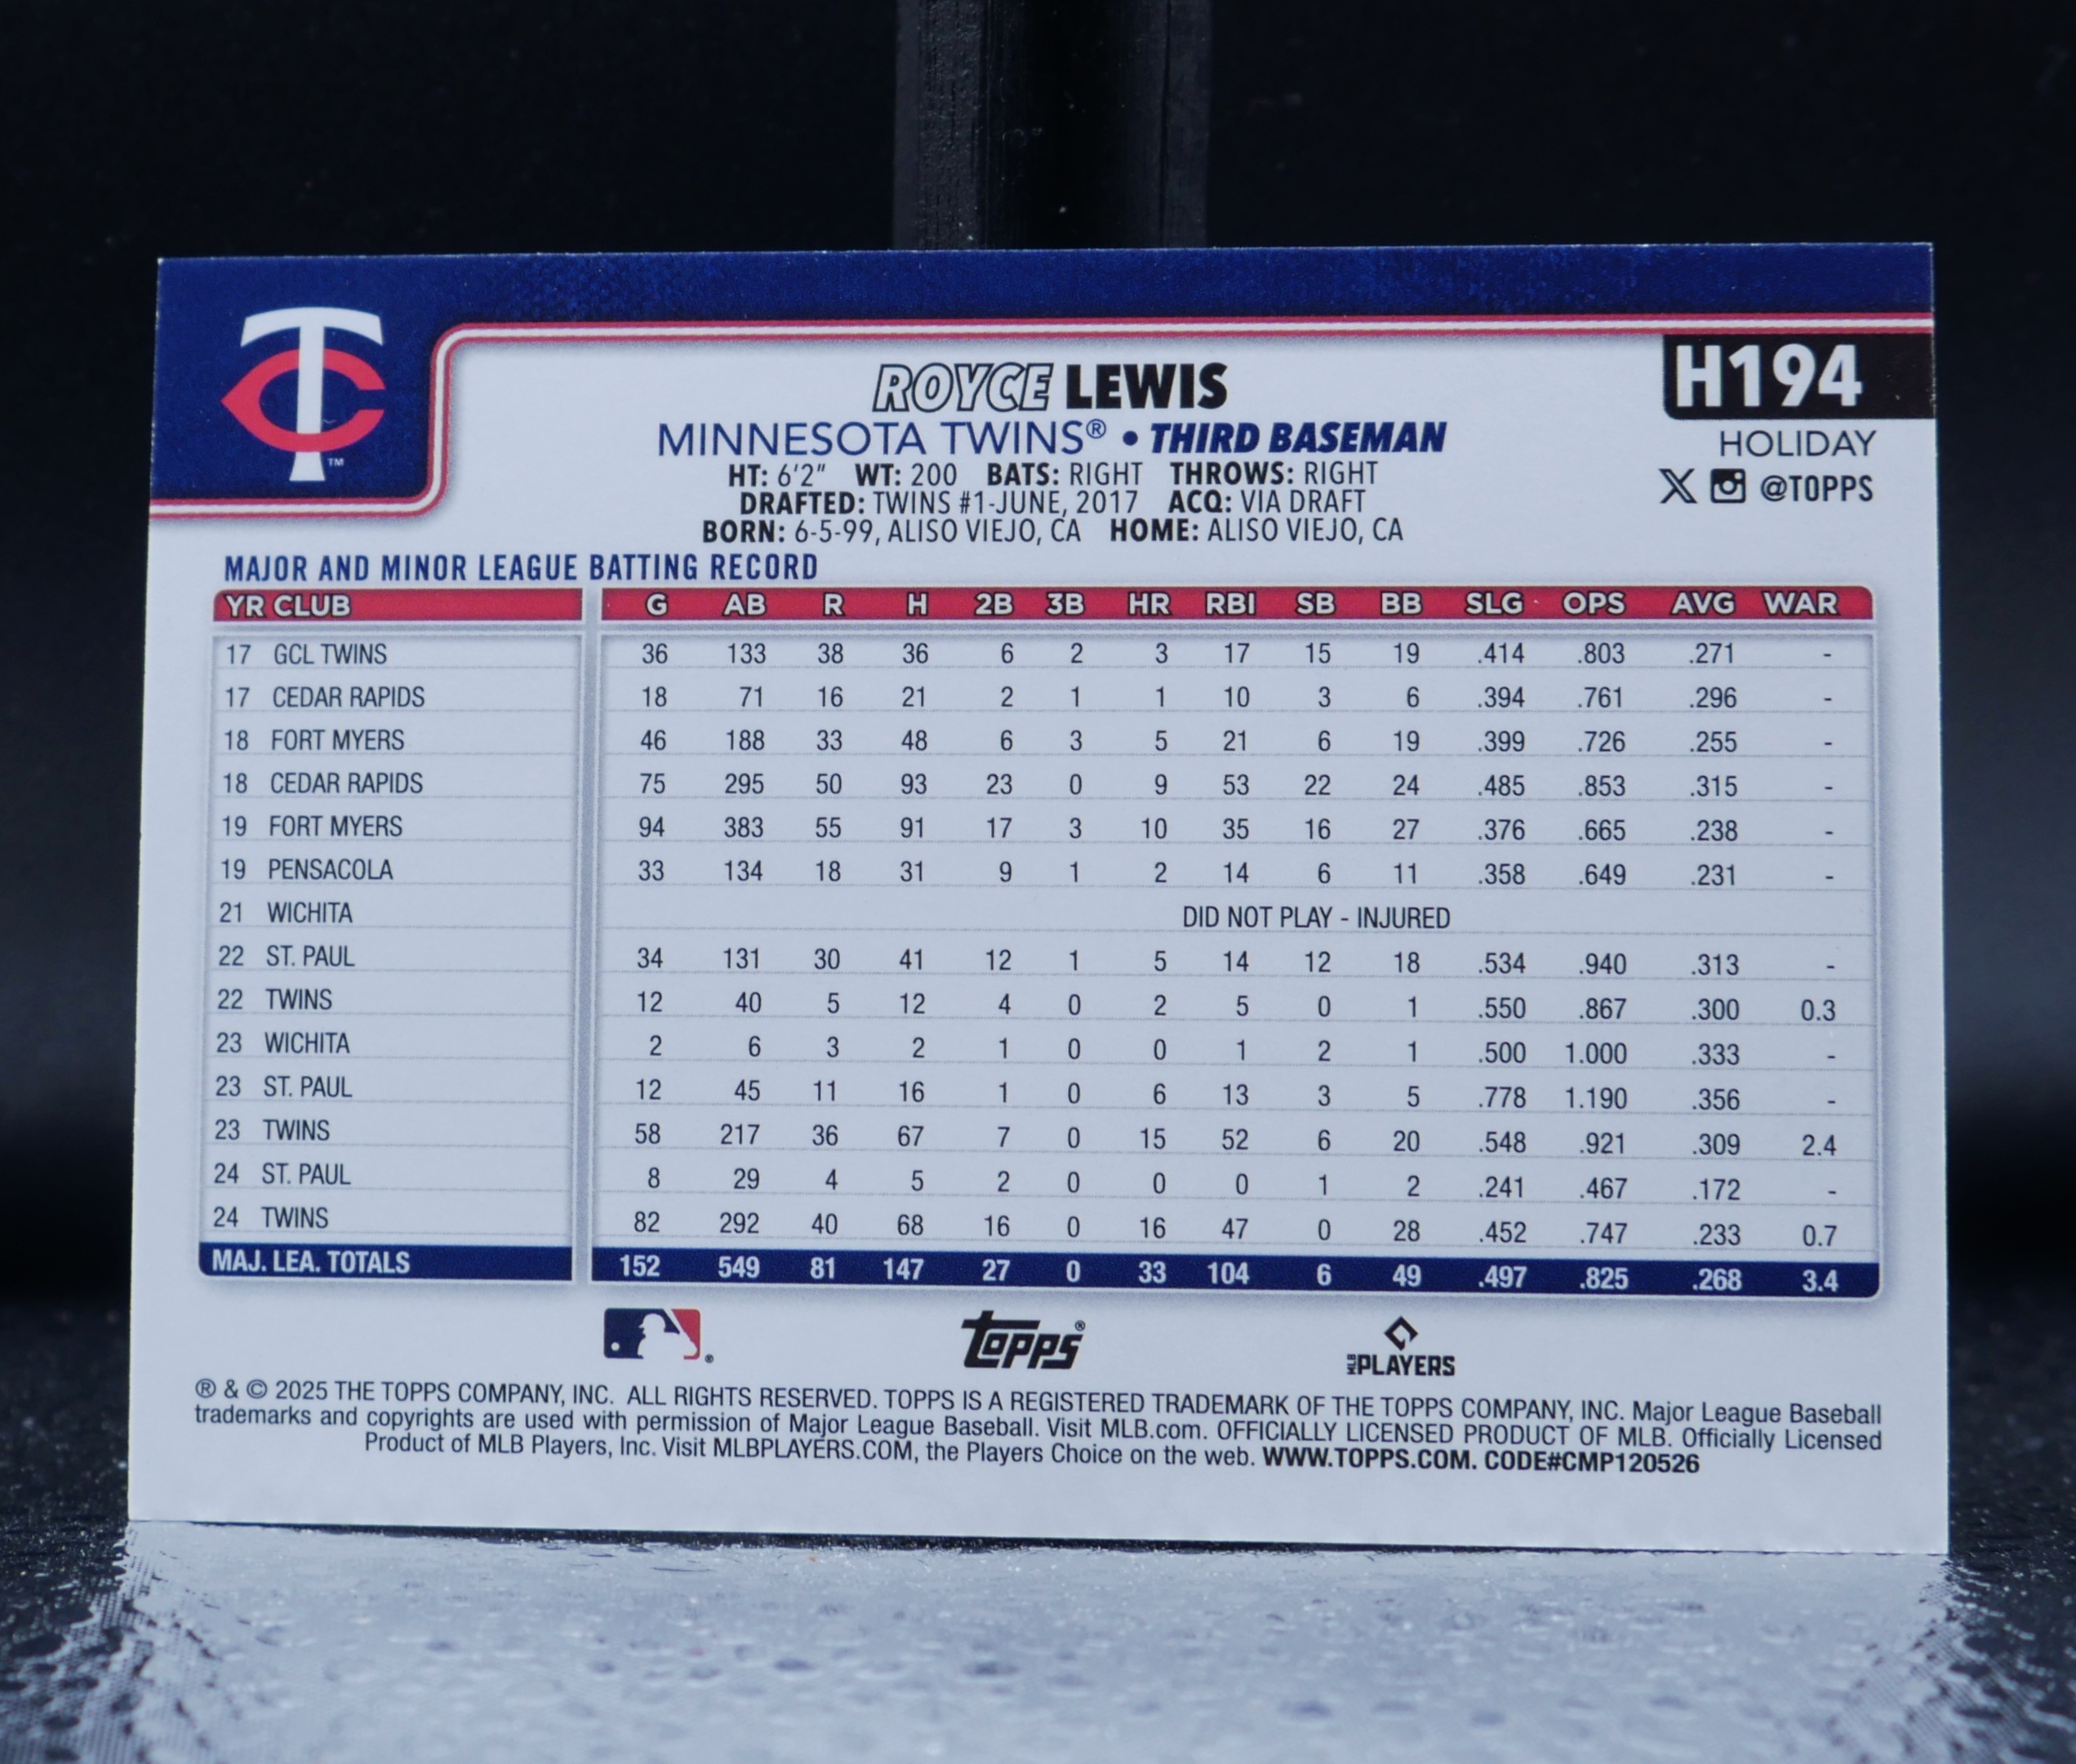 TC™
ROYCE LEWIS
H194
MINNESOTA TWINS® • THIRD BASEMAN
HOLIDAY
HT: 6'2" WT: 200 BATS: RIGHT THROWS: RIGHT
X @TOPPS
DRAFTED: TWINS #1-JUNE, 2017 ACQ: VIA DRAFT
BORN: 6-5-99, ALISO VIEJO, CA HOME: ALISO VIEJO, CA
MAJOR AND MINOR LEAGUE BATTING RECORD
YR CLUB G AB R H 2B 3B HR RBI SB BB SLG OPS AVG WAR
17 GCL TWINS 36 133 38 36 6 2 3 17 15 19 .414 .803 .271 -
17 CEDAR RAPIDS 18 71 16 21 2 1 1 10 3 6 .394 .761 .296 -
18 FORT MYERS 46 188 33 48 6 3 5 21 6 19 .399 .726 .255 -
18 CEDAR RAPIDS 75 295 50 93 23 0 9 53 22 24 .485 .853 .315 -
19 FORT MYERS 94 383 55 91 17 3 10 35 16 27 .376 .665 .238 -
19 PENSACOLA 33 134 18 31 9 1 2 14 6 11 .358 .649 .231 -
21 WICHITA DID NOT PLAY - INJURED
22 ST. PAUL 34 131 30 41 12 1 5 14 12 18 .534 .940 .313 -
22 TWINS 12 40 5 12 4 0 2 5 0 1 .550 .867 .300 0.3
23 WICHITA 2 6 3 2 1 0 0 1 2 1 .500 1.000 .333 -
23 ST. PAUL 12 45 11 16 1 0 6 13 3 5 .778 1.190 .356 -
23 TWINS 58 217 36 67 7 0 15 52 6 20 .548 .921 .309 2.4
24 ST. PAUL 8 29 4 5 2 0 0 0 1 2 .241 .467 .172 -
24 TWINS 82 292 40 68 16 0 16 47 0 28 .452 .747 .233 0.7
MAJ. LEA. TOTALS 152 549 81 147 27 0 33 104 6 49 .497 .825 .268 3.4
® topps® MLB PLAYERS
® & © 2025 THE TOPPS COMPANY, INC. ALL RIGHTS RESERVED. TOPPS IS A REGISTERED TRADEMARK OF THE TOPPS COMPANY, INC. Major League Baseball
trademarks and copyrights are used with permission of Major League Baseball. Visit MLB.com. OFFICIALLY LICENSED PRODUCT OF MLB. Officially Licensed
Product of MLB Players, Inc. Visit MLBPLAYERS.COM, the Players Choice on the web. WWW.TOPPS.COM. CODE#CMP120526